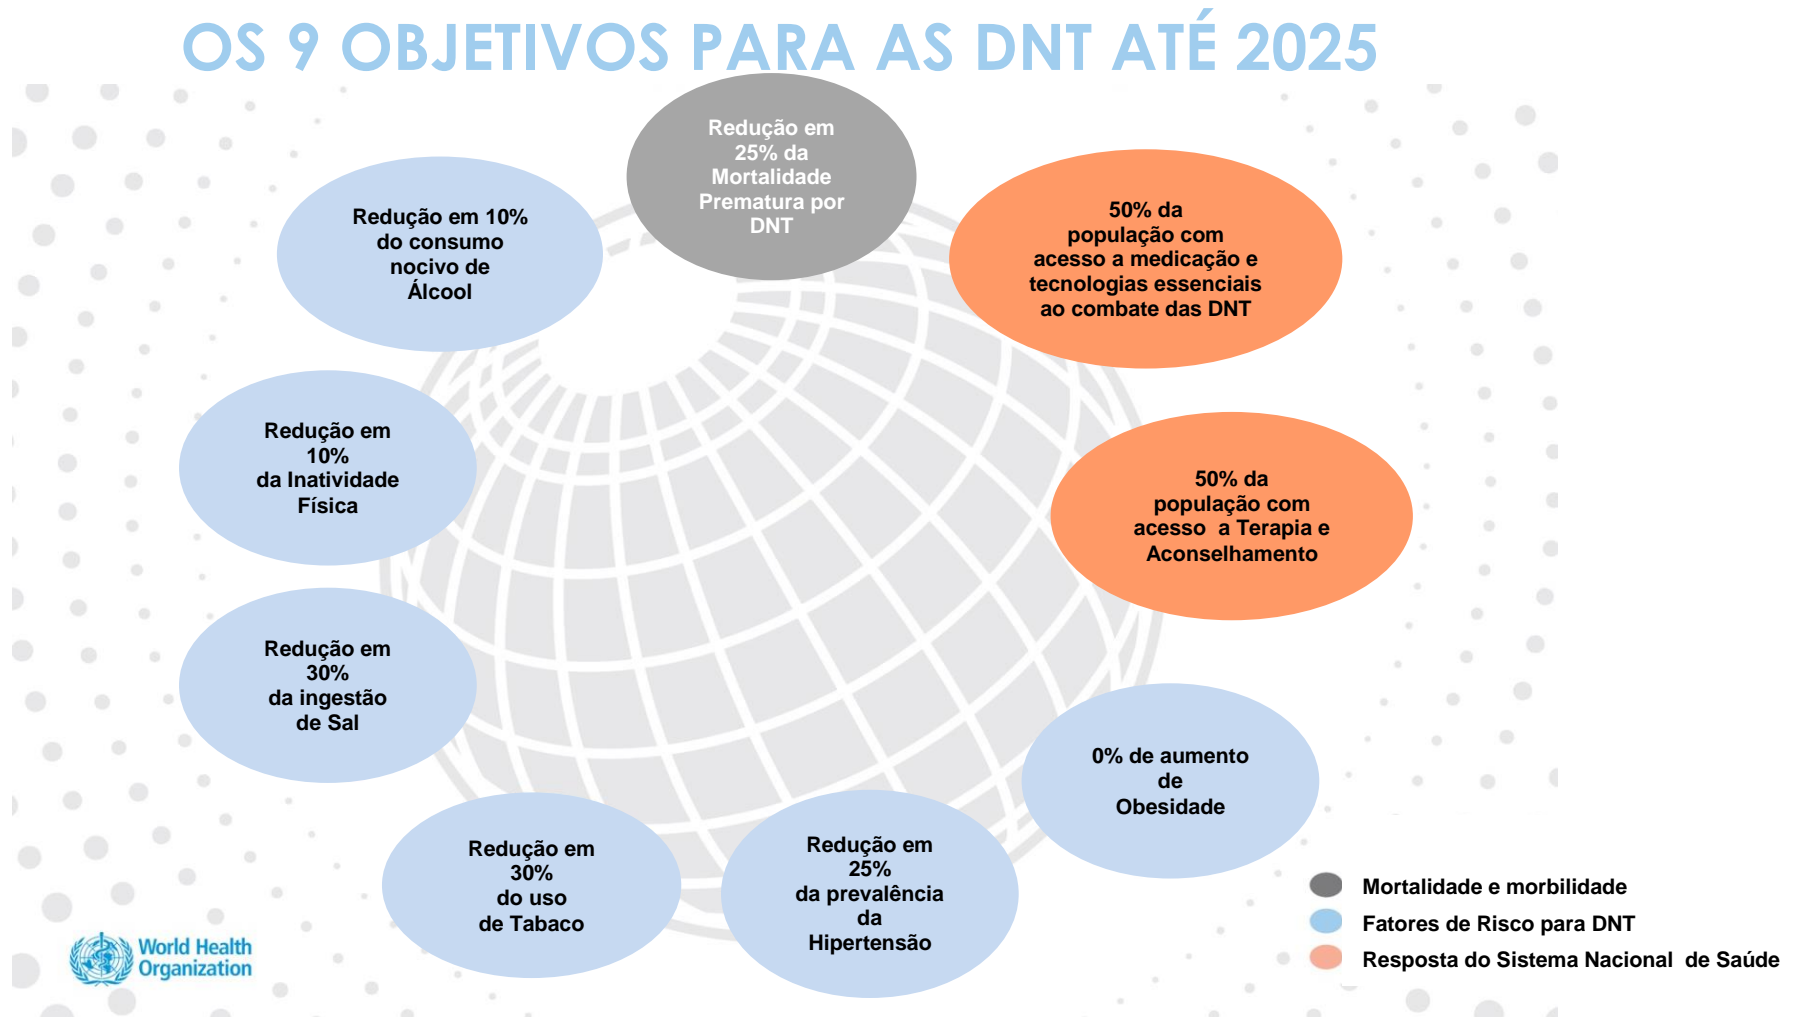 OS 9 OBJETIVOS PARA AS DNT ATÉ 2025
Redução em
25% da
Mortalidade
Prematura por
DNT
50% da
população com
acesso a medicação e
tecnologias essenciais
ao combate das DNT
50% da
população com
acesso a Terapia e
Aconselhamento
0% de aumento
de
Obesidade
Redução em
25%
da prevalência
da
Hipertensão
Redução em
30%
do uso
de Tabaco
Redução em
30%
da ingestão
de Sal
Redução em
10%
da Inatividade
Física
Redução em 10%
do consumo
nocivo de
Álcool
Mortalidade e morbilidade
Fatores de Risco para DNT
Resposta do Sistema Nacional de Saúde
World Health
Organization